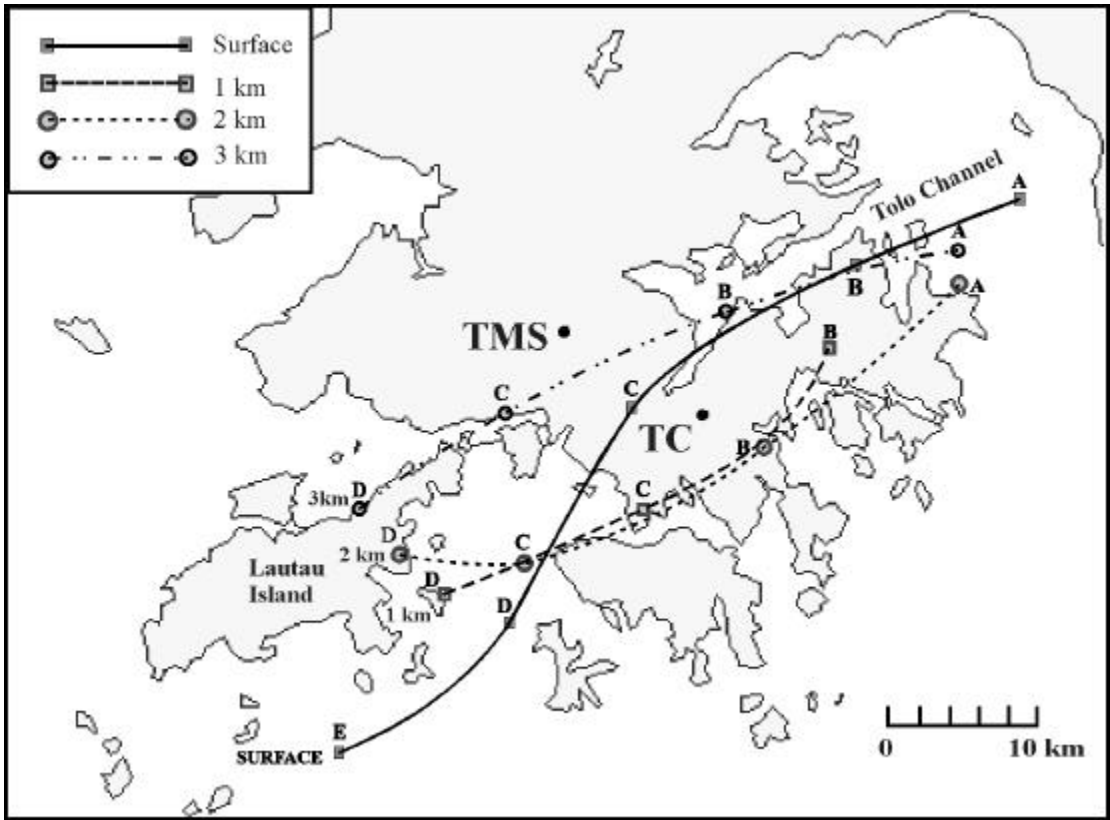 Surface
1 km
2 km
3 km
Tolo Channel
A
A
A
B
B
B
TMS
C
C
TC
B
D
3km
C
D
2 km
C
Lautau
Island
D
1 km
D
E
SURFACE
0
10 km